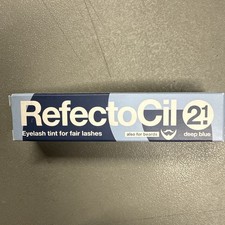 RefectoCil 2.1
Eyelash tint for fair lashes
also for beards
deep blue